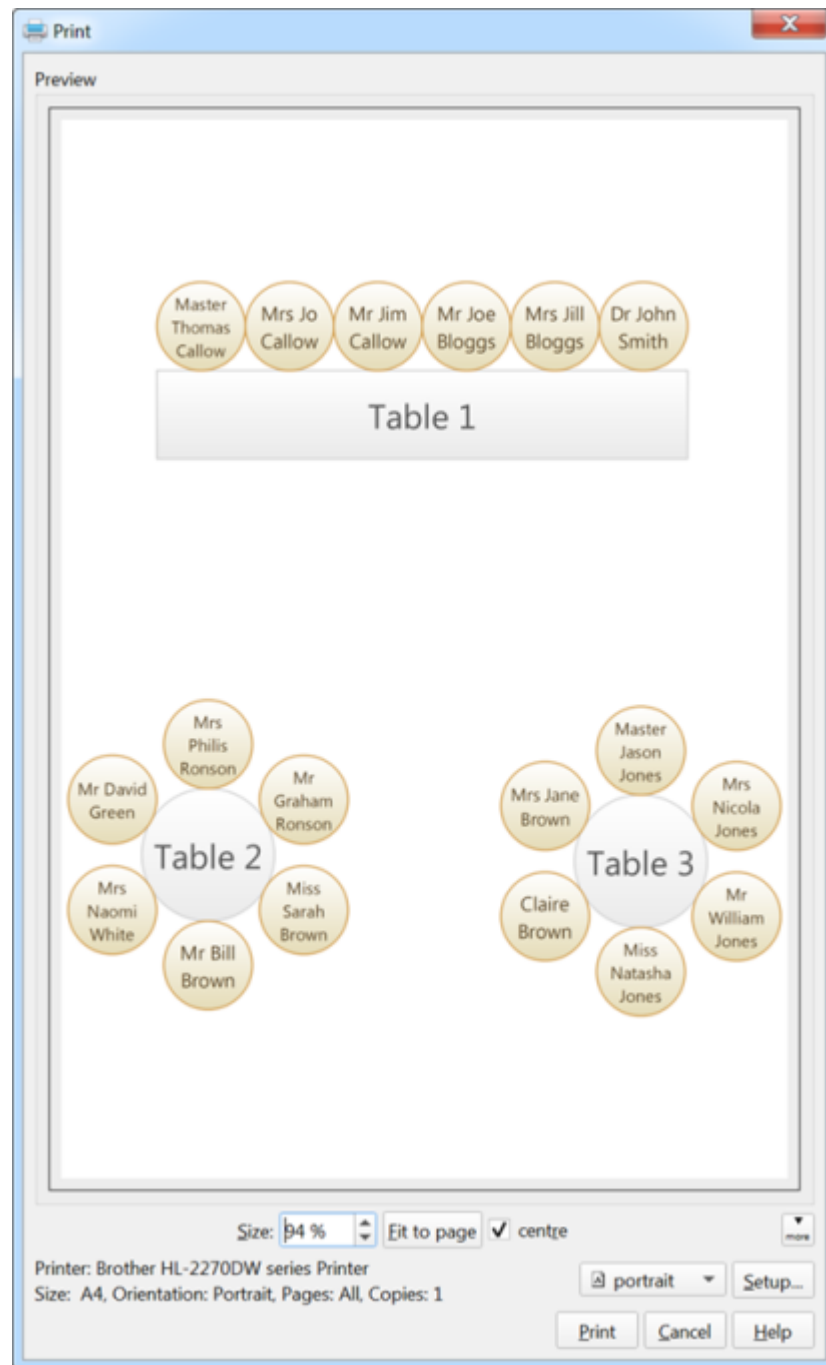 Print
Preview
Master
Thomas
Callow
Mrs Jo
Callow
Mr Jim
Callow
Mr Joe
Bloggs
Mrs Jill
Bloggs
Dr John
Smith
Table 1
Mrs
Philis
Ronson
Mr David
Green
Mr
Graham
Ronson
Table 2
Mrs
Naomi
White
Miss
Sarah
Brown
Mr Bill
Brown
Master
Jason
Jones
Mrs Jane
Brown
Mrs
Nicola
Jones
Table 3
Claire
Brown
Mr
William
Jones
Miss
Natasha
Jones
Size: 94 % Fit to page centre
more
Printer: Brother HL-2270DW series Printer
Size: A4, Orientation: Portrait, Pages: All, Copies: 1
portrait Setup...
Print Cancel Help